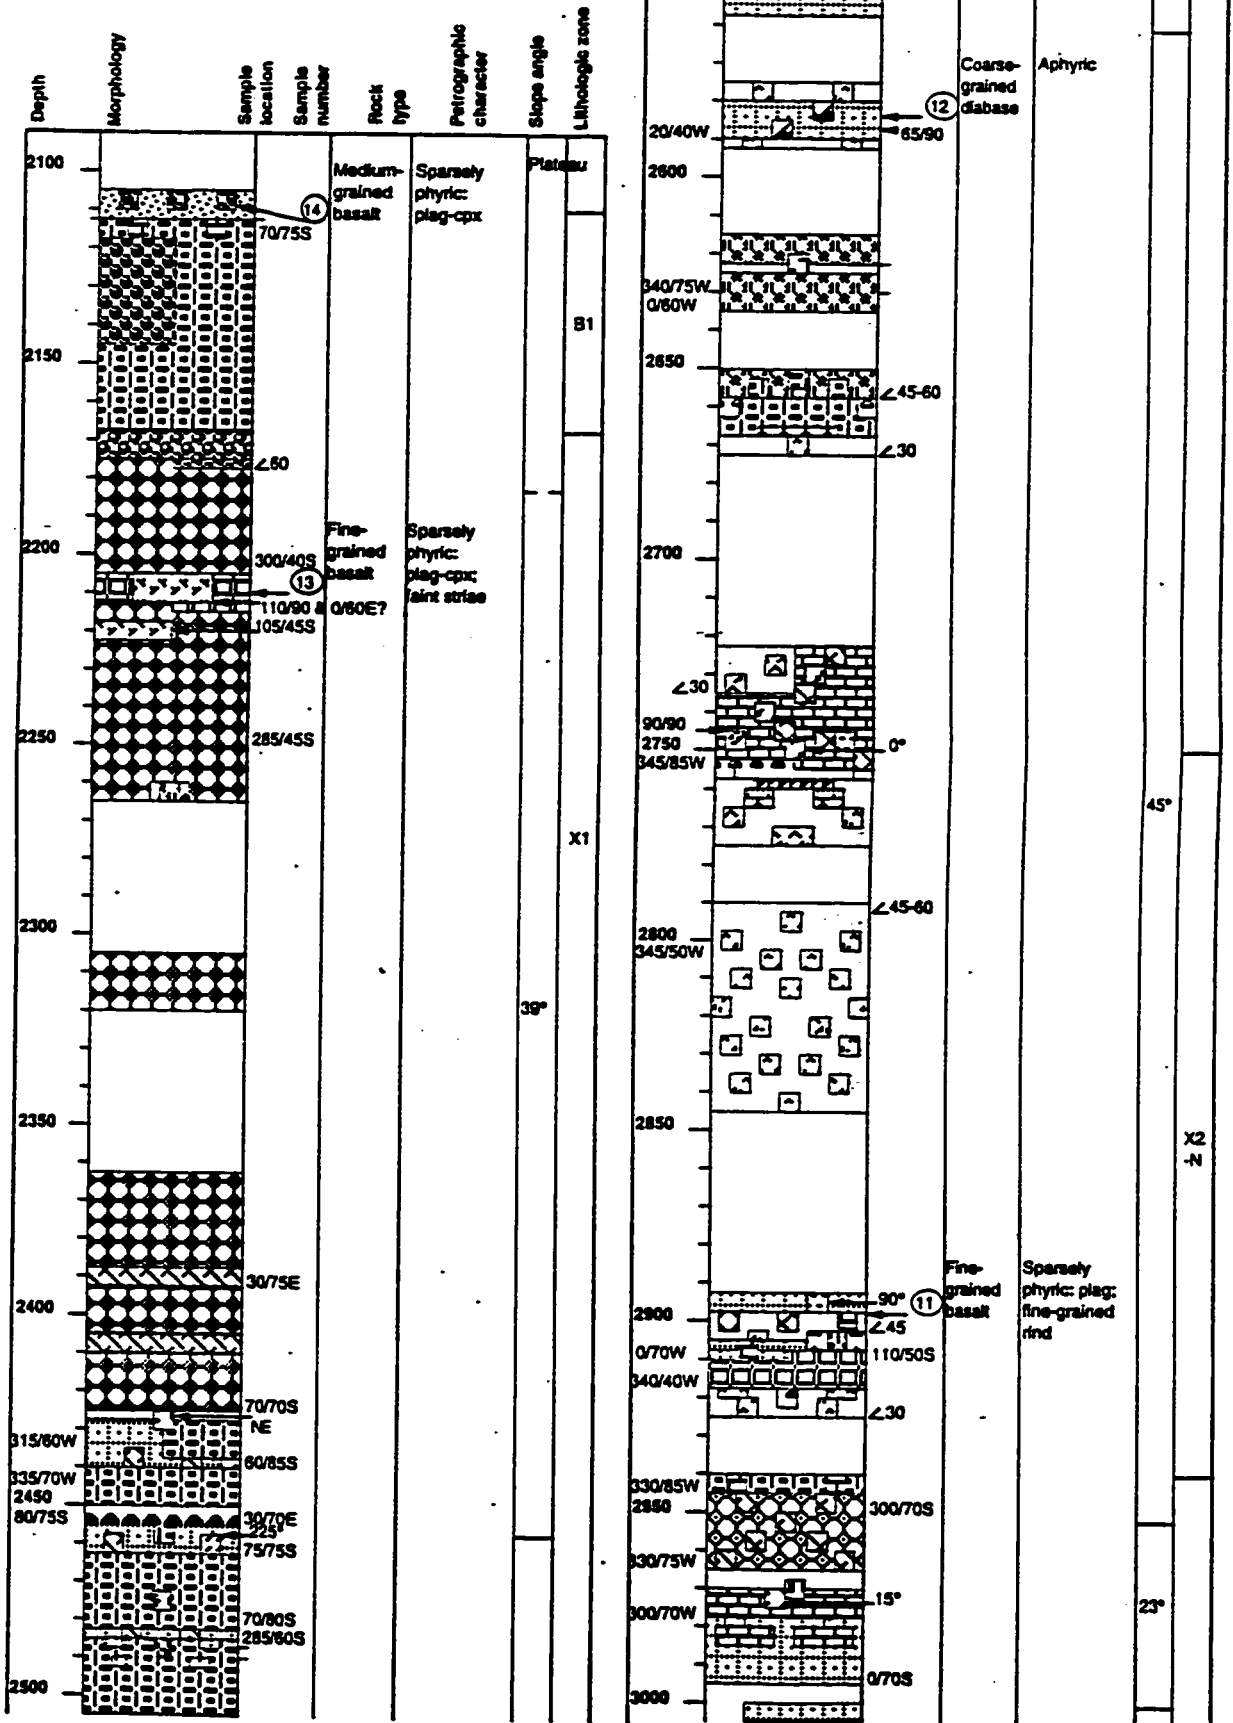 Depth
Morphology
Sample location
Sample number
Rock type
Petrographic character
Slope angle
Lithologic zone
2100
Medium-grained basalt
Sparsely phyric: plag-cpx
Plateau
14
70/75S
B1
2150
∠60
2200
Fine-grained basalt
Sparsely phyric: plag-cpx; faint striae
300/40S
13
110/90 & 0/60E?
105/45S
2250
285/45S
X1
2300
39°
2350
30/75E
2400
70/70S
NE
315/60W
60/85S
335/70W
2450
80/75S
30/70E
225°
75/75S
70/80S
285/60S
2500
Coarse-grained diabase
Aphyric
12
20/40W
65/90
2600
340/75W
0/60W
2650
∠45-60
∠30
2700
∠30
90/90
2750
0°
345/85W
45°
∠45-60
2800
345/50W
2850
X2
-N
Fine-grained basalt
Sparsely phyric: plag; fine-grained rind
90°
11
2900
∠45
0/70W
110/50S
340/40W
∠30
330/85W
2950
300/70S
330/75W
15°
300/70W
23°
0/70S
3000